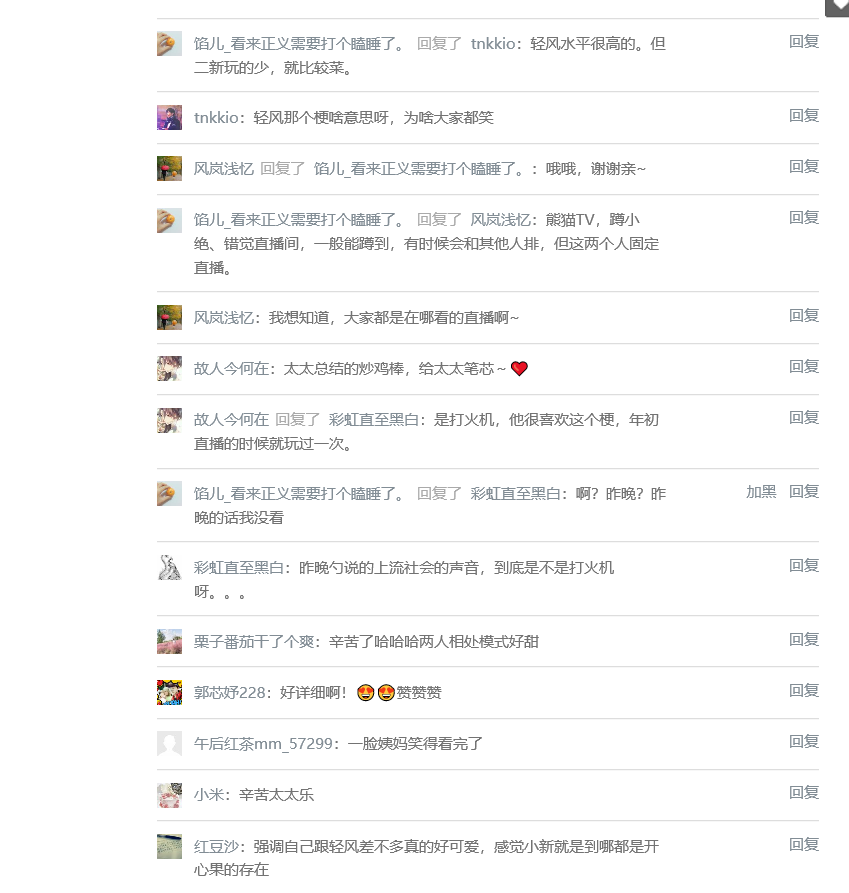 馅儿_看来正义需要打个瞌睡了。 回复了 tnkkio：轻风水平很高的。但 回复
二新玩的少，就比较菜。
tnkkio：轻风那个梗啥意思呀，为啥大家都笑 回复
风岚浅忆 回复了 馅儿_看来正义需要打个瞌睡了。：哦哦，谢谢亲~ 回复
馅儿_看来正义需要打个瞌睡了。 回复了 风岚浅忆：熊猫TV，蹲小 回复
绝、错觉直播间，一般能蹲到，有时候会和其他人排，但这两个人固定
直播。
风岚浅忆：我想知道，大家都是在哪看的直播啊~ 回复
故人今何在：太太总结的炒鸡棒，给太太笔芯～❤ 回复
故人今何在 回复了 彩虹直至黑白：是打火机，他很喜欢这个梗，年初 回复
直播的时候就玩过一次。
馅儿_看来正义需要打个瞌睡了。 回复了 彩虹直至黑白：啊？昨晚？昨 加黑 回复
晚的话我没看
彩虹直至黑白：昨晚勺说的上流社会的声音，到底是不是打火机 回复
呀。。。
栗子番茄干了个爽：辛苦了哈哈哈两人相处模式好甜 回复
郭芯妤228：好详细啊！😍😍赞赞赞 回复
午后红茶mm_57299：一脸姨妈笑得看完了 回复
小米：辛苦太太乐 回复
红豆沙：强调自己跟轻风差不多真的好可爱，感觉小新就是到哪都是开 回复
心果的存在